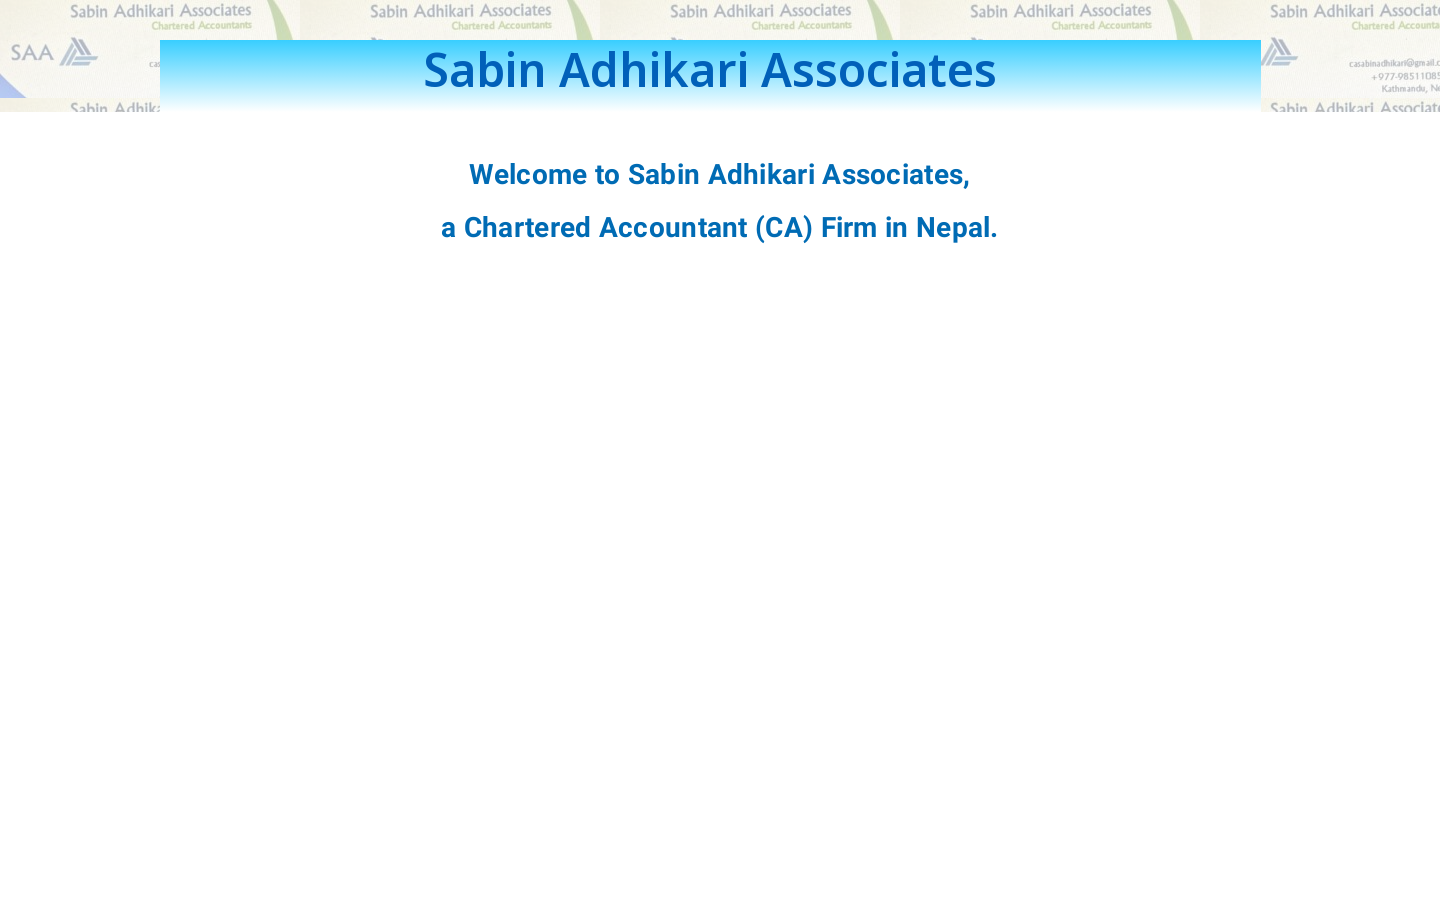 Sabin Adhikari Associates Sabin Adhikari Associates Sabin Adhikari Associates Sabin Adhikari Associates Sabin Adhikari
Chartered Accountants Chartered Accountants Chartered Accountants Chartered Accountants Chartered
SAA
casabinadhikari@gmail.c
+977-98511085
Kathmandu, Ne
Sabin Adhikari Associates
Sabin Adhikari
Welcome to Sabin Adhikari Associates,
a Chartered Accountant (CA) Firm in Nepal.